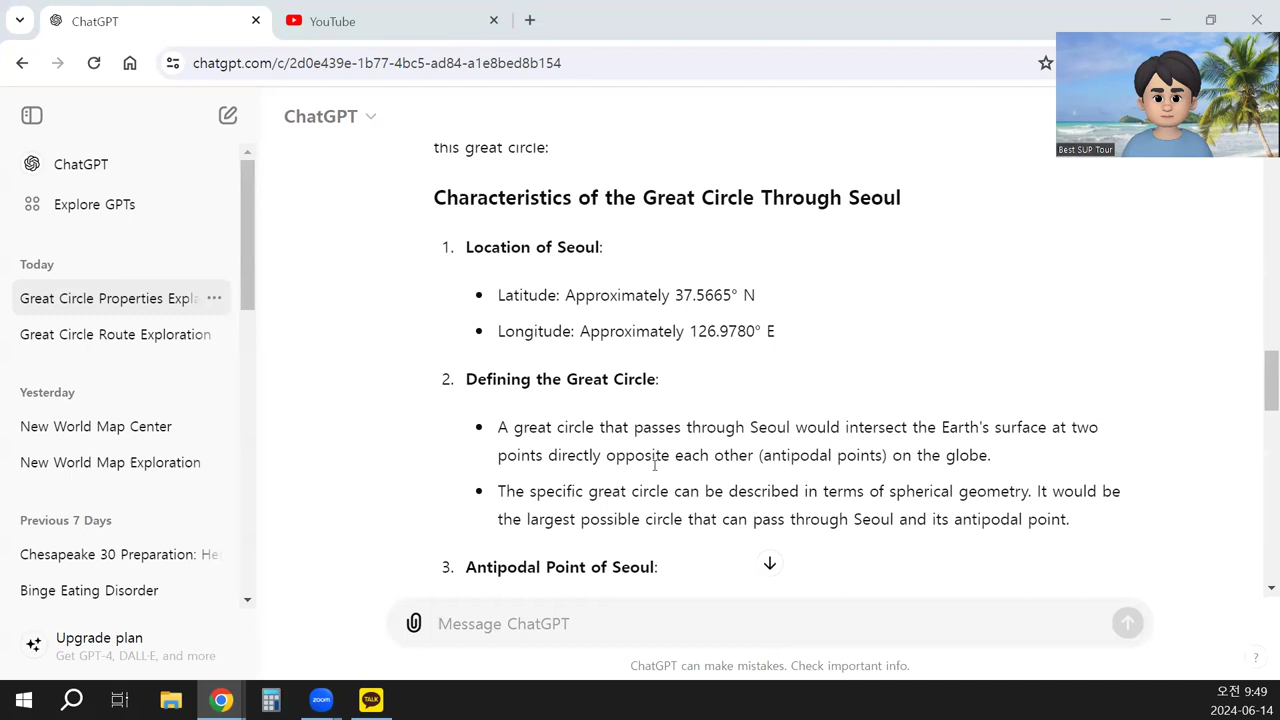 ChatGPT
YouTube
chatgpt.com/c/2d0e439e-1b77-4bc5-ad84-a1e8bed8b154
Best SUP Tour
ChatGPT
ChatGPT
Explore GPTs
Today
Great Circle Properties Expla
Great Circle Route Exploration
Yesterday
New World Map Center
New World Map Exploration
Previous 7 Days
Chesapeake 30 Preparation: He
Binge Eating Disorder
Upgrade plan
Get GPT-4, DALL·E, and more
this great circle:
Characteristics of the Great Circle Through Seoul
1. Location of Seoul:
• Latitude: Approximately 37.5665° N
• Longitude: Approximately 126.9780° E
2. Defining the Great Circle:
• A great circle that passes through Seoul would intersect the Earth's surface at two
points directly opposite each other (antipodal points) on the globe.
• The specific great circle can be described in terms of spherical geometry. It would be
the largest possible circle that can pass through Seoul and its antipodal point.
3. Antipodal Point of Seoul:
Message ChatGPT
ChatGPT can make mistakes. Check important info.
?
zoom
TALK
오전 9:49
2024-06-14